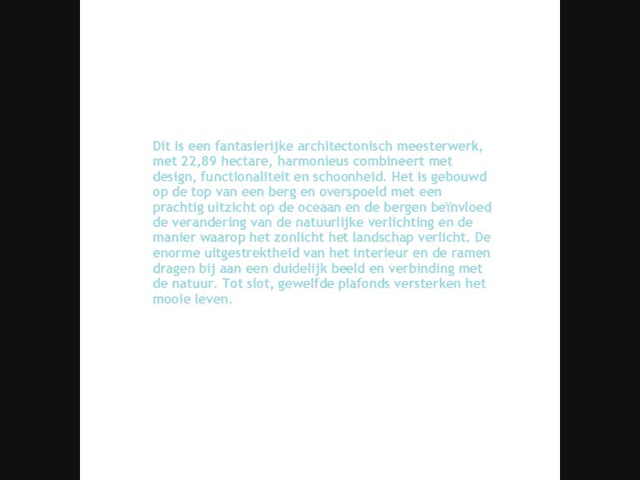 Dit is een fantasierijke architectonisch meesterwerk,
met 22,89 hectare, harmonieus combineert met
design, functionaliteit en schoonheid. Het is gebouwd
op de top van een berg en overspoeld met een
prachtig uitzicht op de oceaan en de bergen beïnvloed
de verandering van de natuurlijke verlichting en de
manier waarop het zonlicht het landschap verlicht. De
enorme uitgestrektheid van het interieur en de ramen
dragen bij aan een duidelijk beeld en verbinding met
de natuur. Tot slot, gewelfde plafonds versterken het
mooie leven.